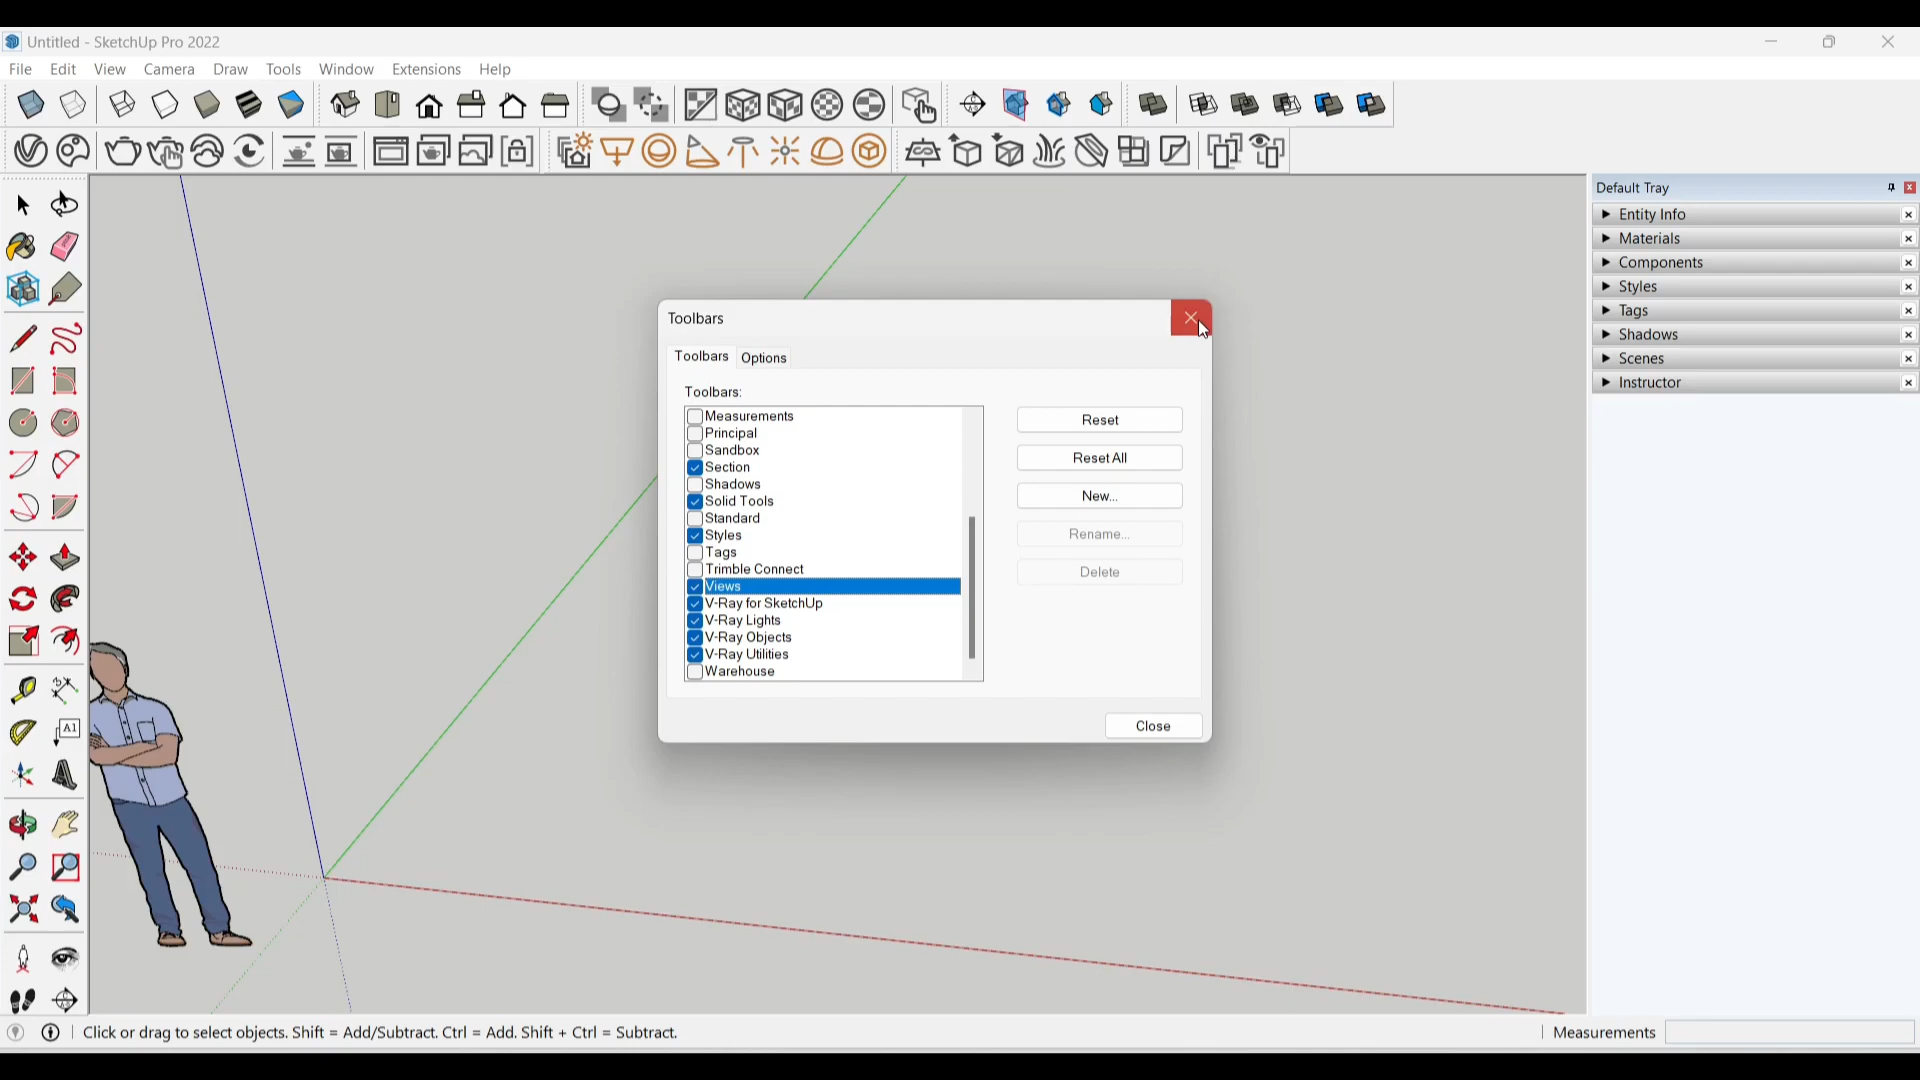 Untitled - SketchUp Pro 2022
File Edit View Camera Draw Tools Window Extensions Help
Default Tray
Entity Info
Materials
Components
Styles
Tags
Shadows
Scenes
Instructor
Toolbars
Toolbars Options
Toolbars:
Measurements
Principal
Sandbox
Section
Shadows
Solid Tools
Standard
Styles
Tags
Trimble Connect
Views
V-Ray for SketchUp
V-Ray Lights
V-Ray Objects
V-Ray Utilities
Warehouse
Reset
Reset All
New...
Rename...
Delete
Close
A1
Click or drag to select objects. Shift = Add/Subtract. Ctrl = Add. Shift + Ctrl = Subtract.
Measurements